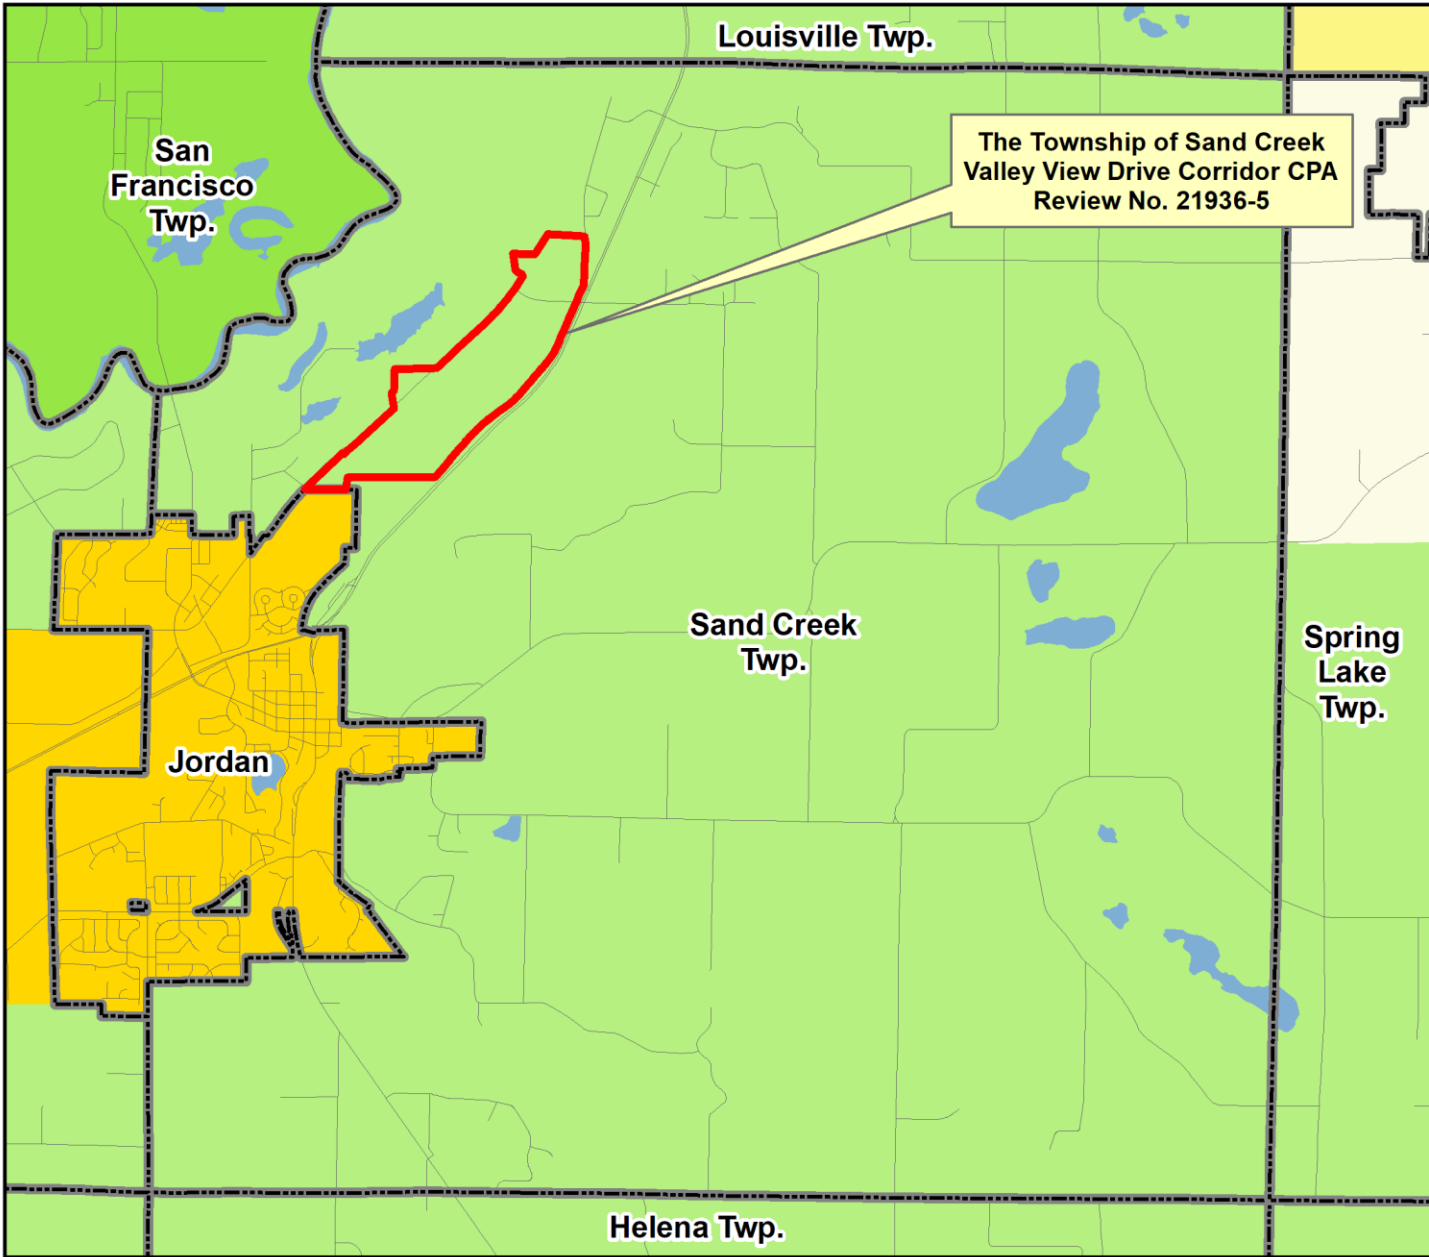 Louisville Twp.
San
Francisco
Twp.
The Township of Sand Creek
Valley View Drive Corridor CPA
Review No. 21936-5
Sand Creek
Twp.
Spring
Lake
Twp.
Jordan
Helena Twp.